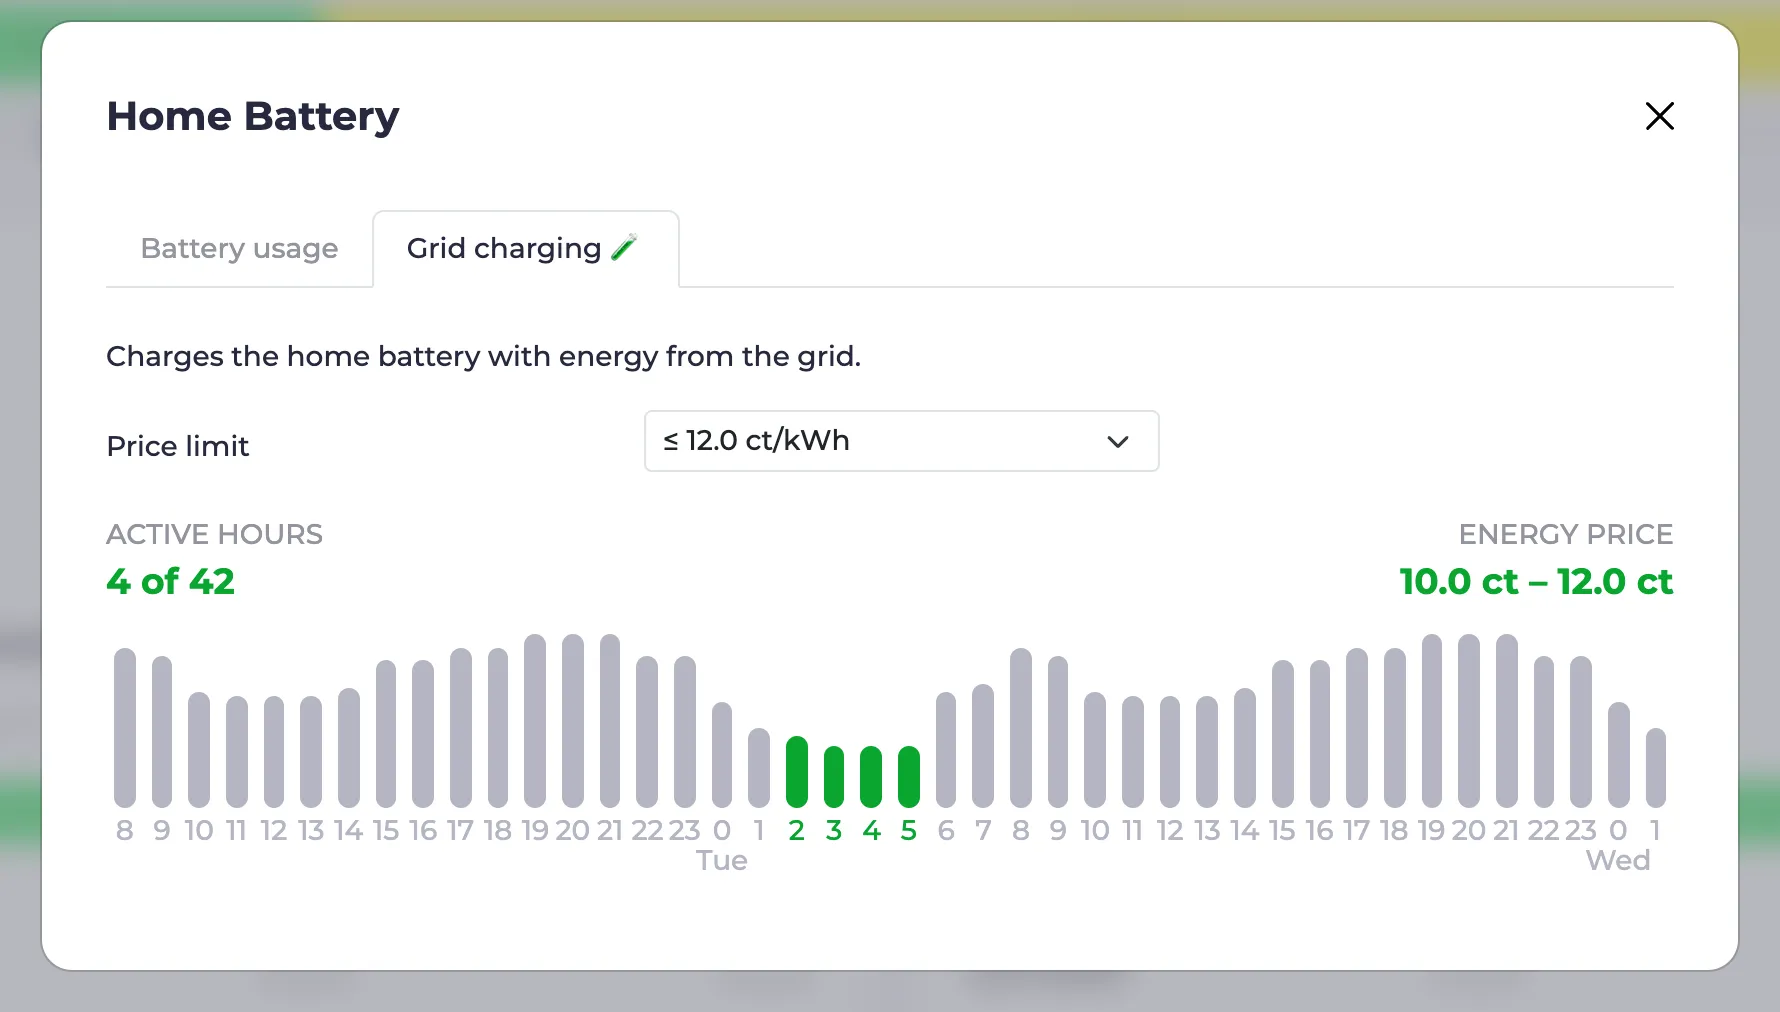 Home Battery
Battery usage
Grid charging
Charges the home battery with energy from the grid.
Price limit
≤ 12.0 ct/kWh
ACTIVE HOURS
ENERGY PRICE
4 of 42
10.0 ct – 12.0 ct
8 9 10 11 12 13 14 15 16 17 18 19 20 21 22 23 0 1 2 3 4 5 6 7 8 9 10 11 12 13 14 15 16 17 18 19 20 21 22 23 0 1
Tue
Wed